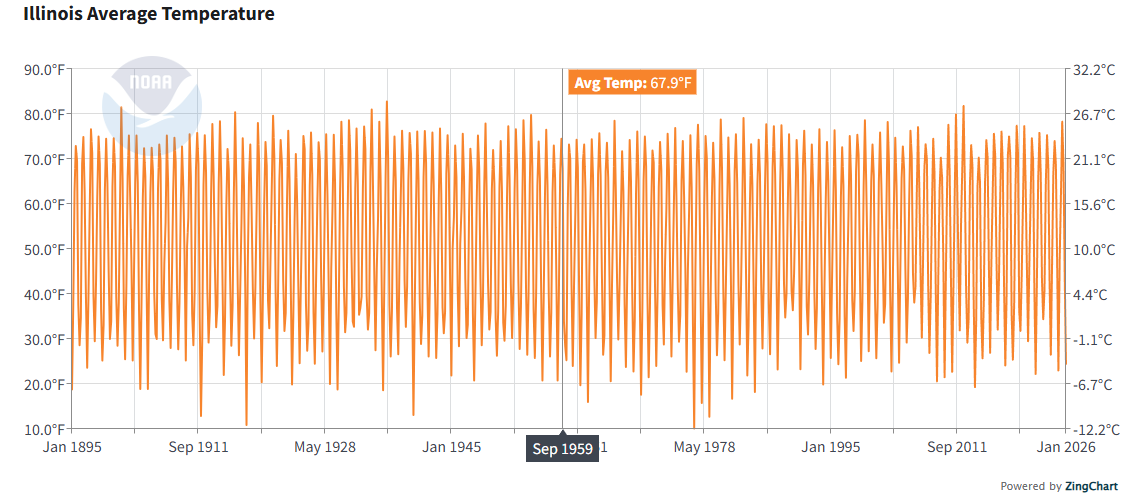 Illinois Average Temperature
NOAA
Avg Temp: 67.9°F
90.0°F
80.0°F
70.0°F
60.0°F
50.0°F
40.0°F
30.0°F
20.0°F
10.0°F
32.2°C
26.7°C
21.1°C
15.6°C
10.0°C
4.4°C
-1.1°C
-6.7°C
-12.2°C
Jan 1895 Sep 1911 May 1928 Jan 1945 Sep 1959 1 May 1978 Jan 1995 Sep 2011 Jan 2026
Powered by ZingChart